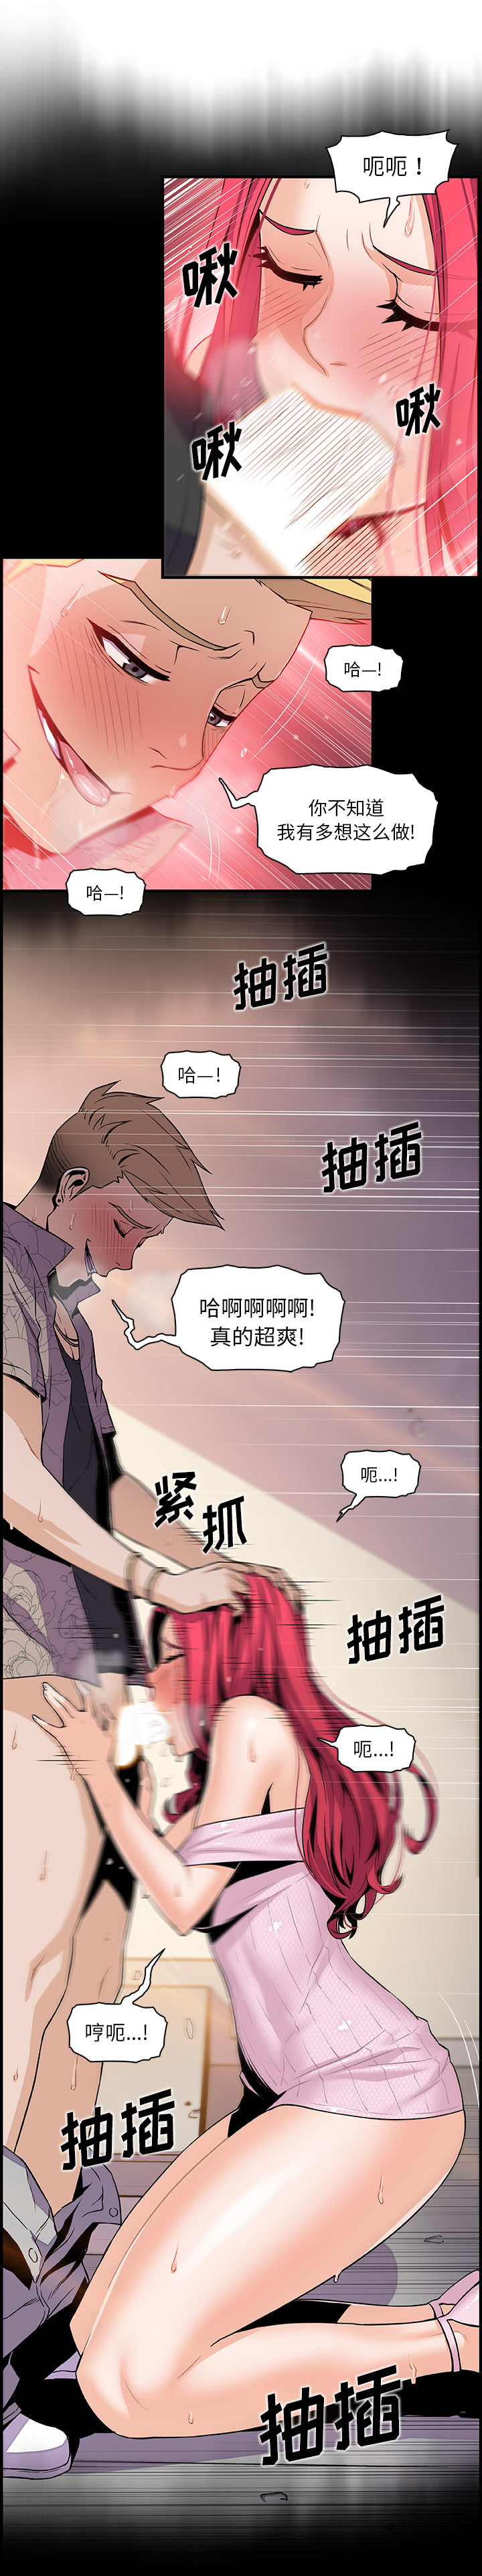 呃呃！
啾
啾
啾
哈—!
你不知道
我有多想这么做!
哈—!
抽插
哈—!
抽插
哈啊啊啊啊!
真的超爽!
呃...!
紧抓
抽插
呃...!
哼呃...!
抽插
抽插